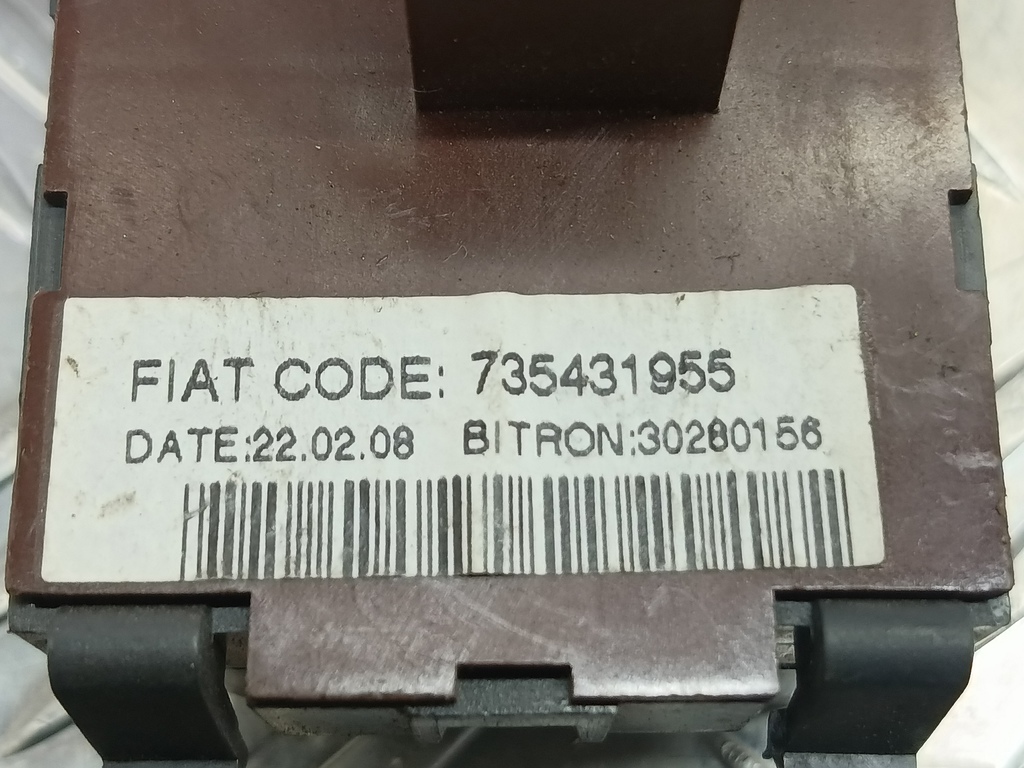 FIAT CODE: 735431955
DATE:22.02.08 BITRON:30280156